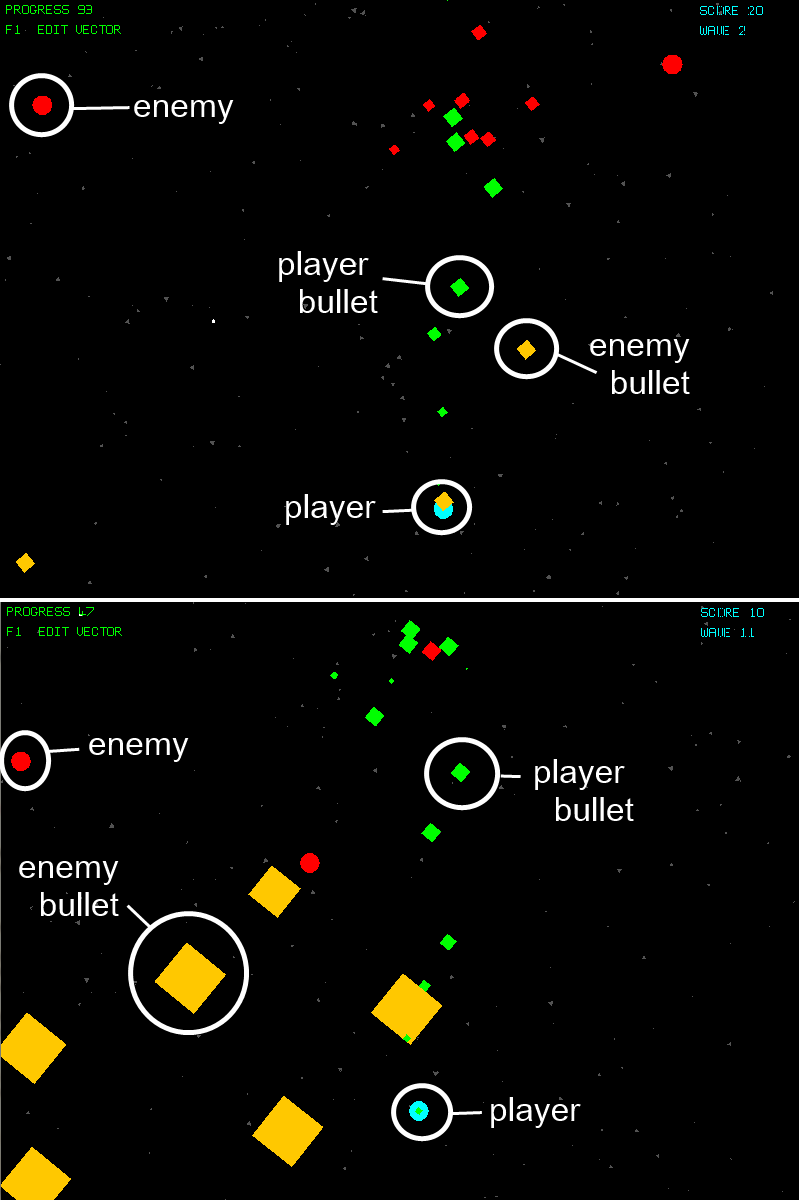 PROGRESS 93
SCORE 20
F1 EDIT VECTOR
WAVE 2
enemy
player
bullet
enemy
bullet
player
PROGRESS 47
SCORE 10
F1 EDIT VECTOR
WAVE 11
enemy
player
bullet
enemy
bullet
player